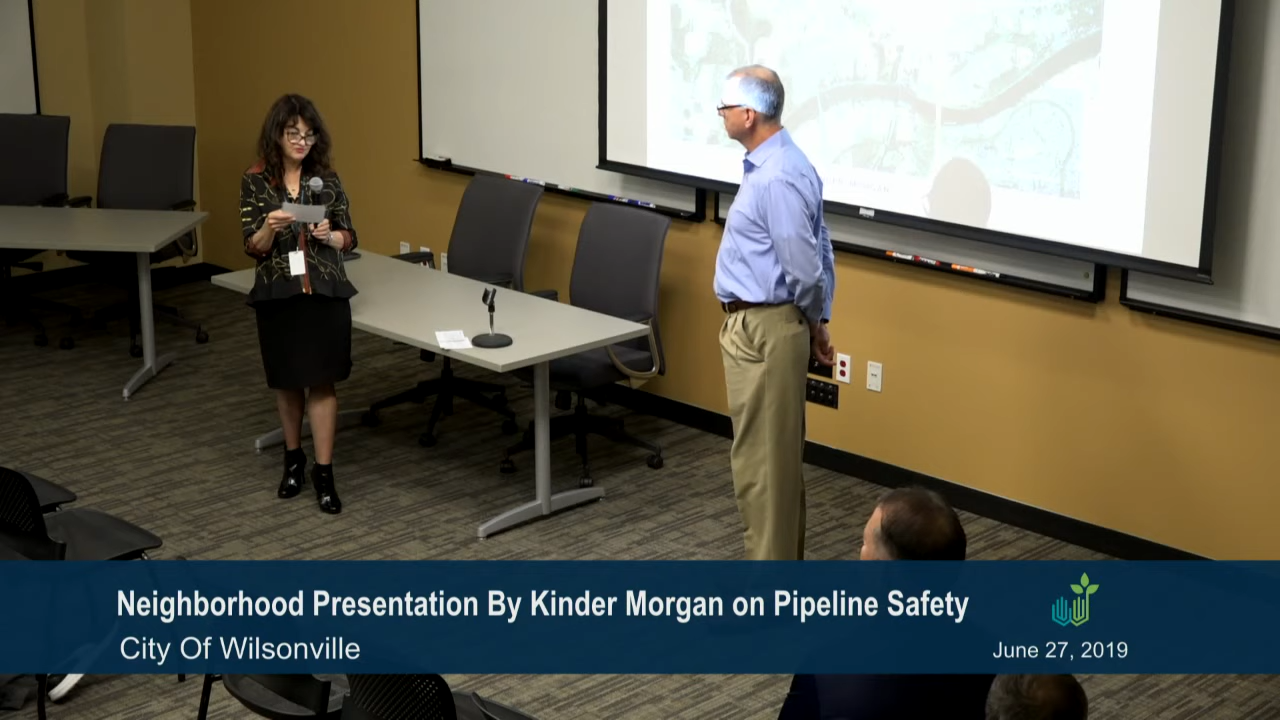 Neighborhood Presentation By Kinder Morgan on Pipeline Safety
City Of Wilsonville
June 27, 2019